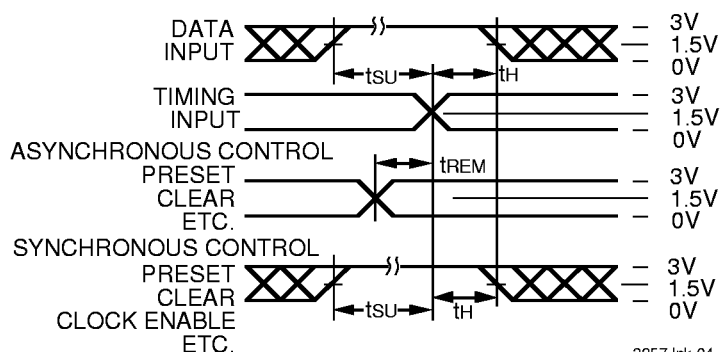 DATA INPUT
3V
1.5V
0V
tSU
tH
TIMING INPUT
3V
1.5V
0V
ASYNCHRONOUS CONTROL
PRESET
CLEAR
ETC.
tREM
3V
1.5V
0V
SYNCHRONOUS CONTROL
PRESET
CLEAR
CLOCK ENABLE
ETC.
tSU
tH
3V
1.5V
0V